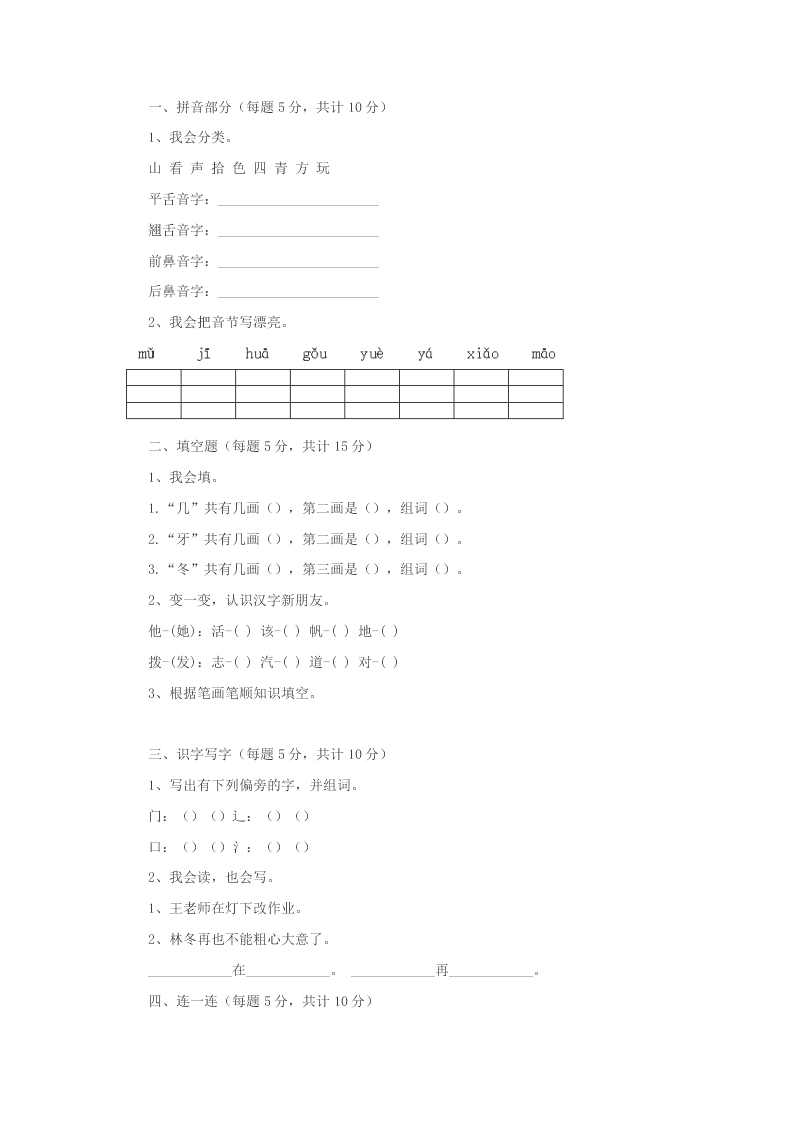 一、拼音部分（每题 5 分，共计 10 分）
1、我会分类。
山 看 声 拾 色 四 青 方 玩
平舌音字：_______________________
翘舌音字：_______________________
前鼻音字：_______________________
后鼻音字：_______________________
2、我会把音节写漂亮。
mǔ jī huā gǒu yuè yá xiǎo māo
二、填空题（每题 5 分，共计 15 分）
1、我会填。
1.“几”共有几画（），第二画是（），组词（）。
2.“牙”共有几画（），第二画是（），组词（）。
3.“冬”共有几画（），第三画是（），组词（）。
2、变一变，认识汉字新朋友。
他-(她)：活-( ) 该-( ) 帆-( ) 地-( )
拨-(发)：志-( ) 汽-( ) 道-( ) 对-( )
3、根据笔画笔顺知识填空。
三、识字写字（每题 5 分，共计 10 分）
1、写出有下列偏旁的字，并组词。
门：（）（）辶：（）（）
口：（）（）氵：（）（）
2、我会读，也会写。
1、王老师在灯下改作业。
2、林冬再也不能粗心大意了。
____________在____________。 ____________再____________。
四、连一连（每题 5 分，共计 10 分）